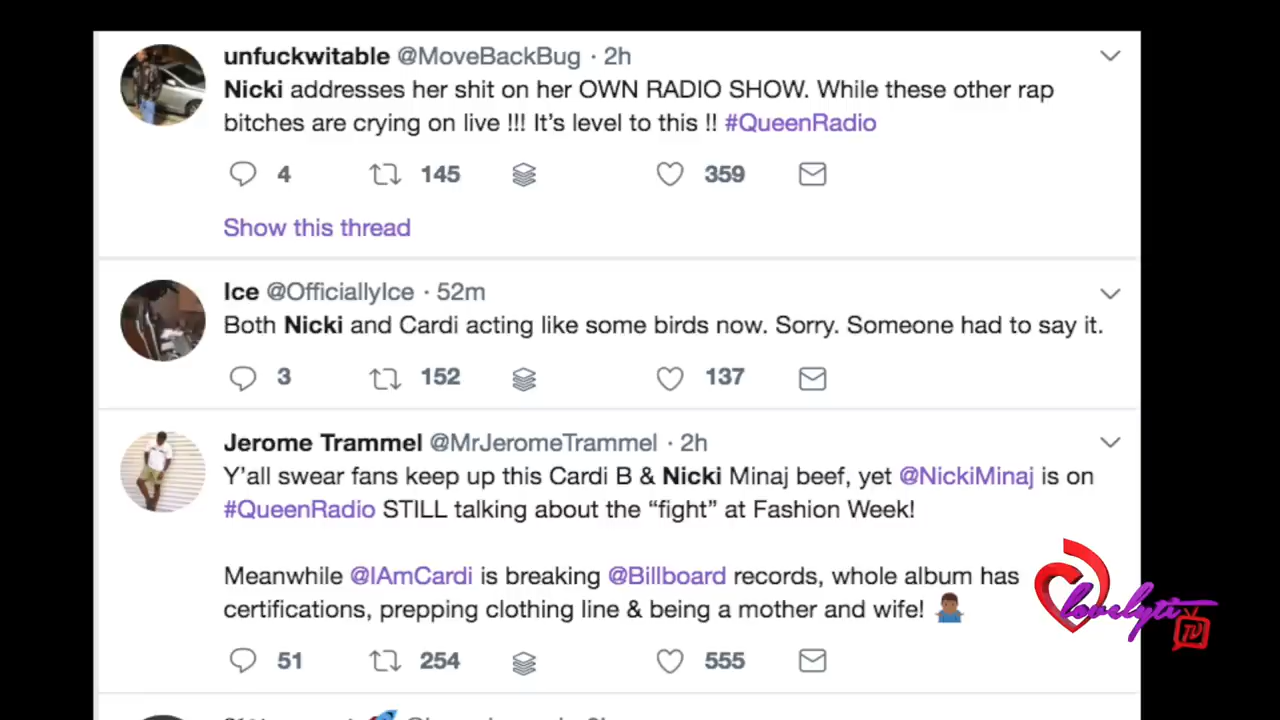 unfuckwitable @MoveBackBug · 2h
Nicki addresses her shit on her OWN RADIO SHOW. While these other rap
bitches are crying on live !!! It's level to this !! #QueenRadio
4 145 359
Show this thread
Ice @OfficiallyIce · 52m
Both Nicki and Cardi acting like some birds now. Sorry. Someone had to say it.
3 152 137
Jerome Trammel @MrJeromeTrammel · 2h
Y'all swear fans keep up this Cardi B & Nicki Minaj beef, yet @NickiMinaj is on
#QueenRadio STILL talking about the “fight” at Fashion Week!
Meanwhile @IAmCardi is breaking @Billboard records, whole album has
certifications, prepping clothing line & being a mother and wife!
lovelyti
TV
51 254 555